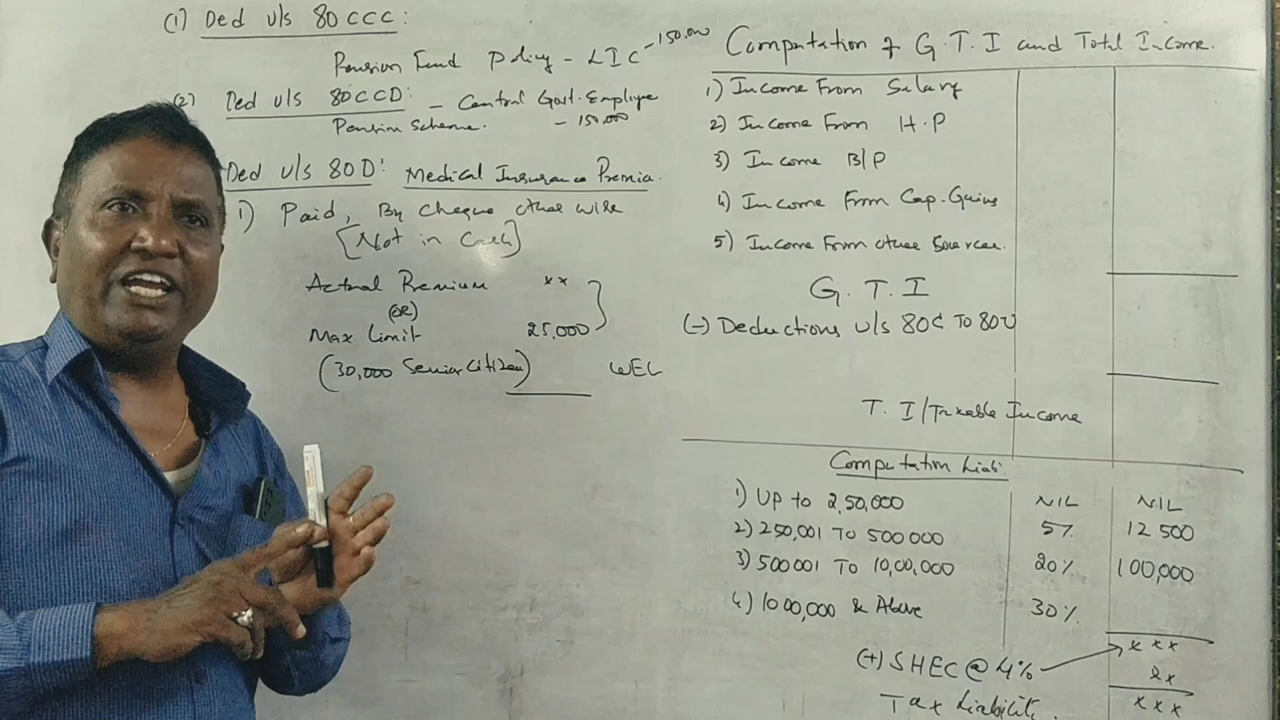 (1) Ded u/s 80 CCC:
Pension Fund Policy - LIC - 150,000
(2) Ded u/s 80CCD: - Central Govt. Employee
Pension Scheme. - 150,000
Ded u/s 80D: Medical Insurance Premia.
1) Paid, By Cheque other wise
[Not in Cash]
Actual Premium xx
(OR)
Max Limit 25,000
(30,000 Senior Citizen) WEL
Computation of G.T.I and Total Income.
1) Income From Salary
2) Income From H.P
3) Income B/P
4) Income From Cap. Gains
5) Income From other Sources.
G.T.I
(-) Deductions u/s 80C To 80U
T.I/Taxable Income
Computation Liabi.
1) Up to 2,50,000 NIL NIL
2) 250,001 To 500000 5% 12500
3) 500001 To 10,00,000 20% 100,000
4) 1000,000 & Above 30%
xxx
(+) SHEC @ 4% xx
Tax Liability. xxx